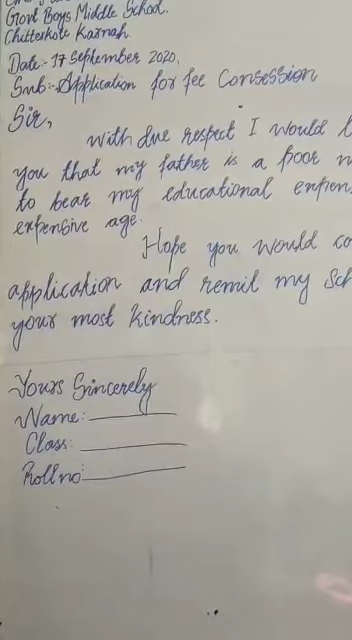 Govt Boys Middle School.
Chitterkote Karnah
Date:- 17 September 2020.
Sub:- Application for fee Consession
Sir,
With due respect I would
you that my father is a poor
to bear my educational
expensive age.
Hope you would
application and remit my
your most kindness.
Yours Sincerely
Name:
Class:
Roll no: